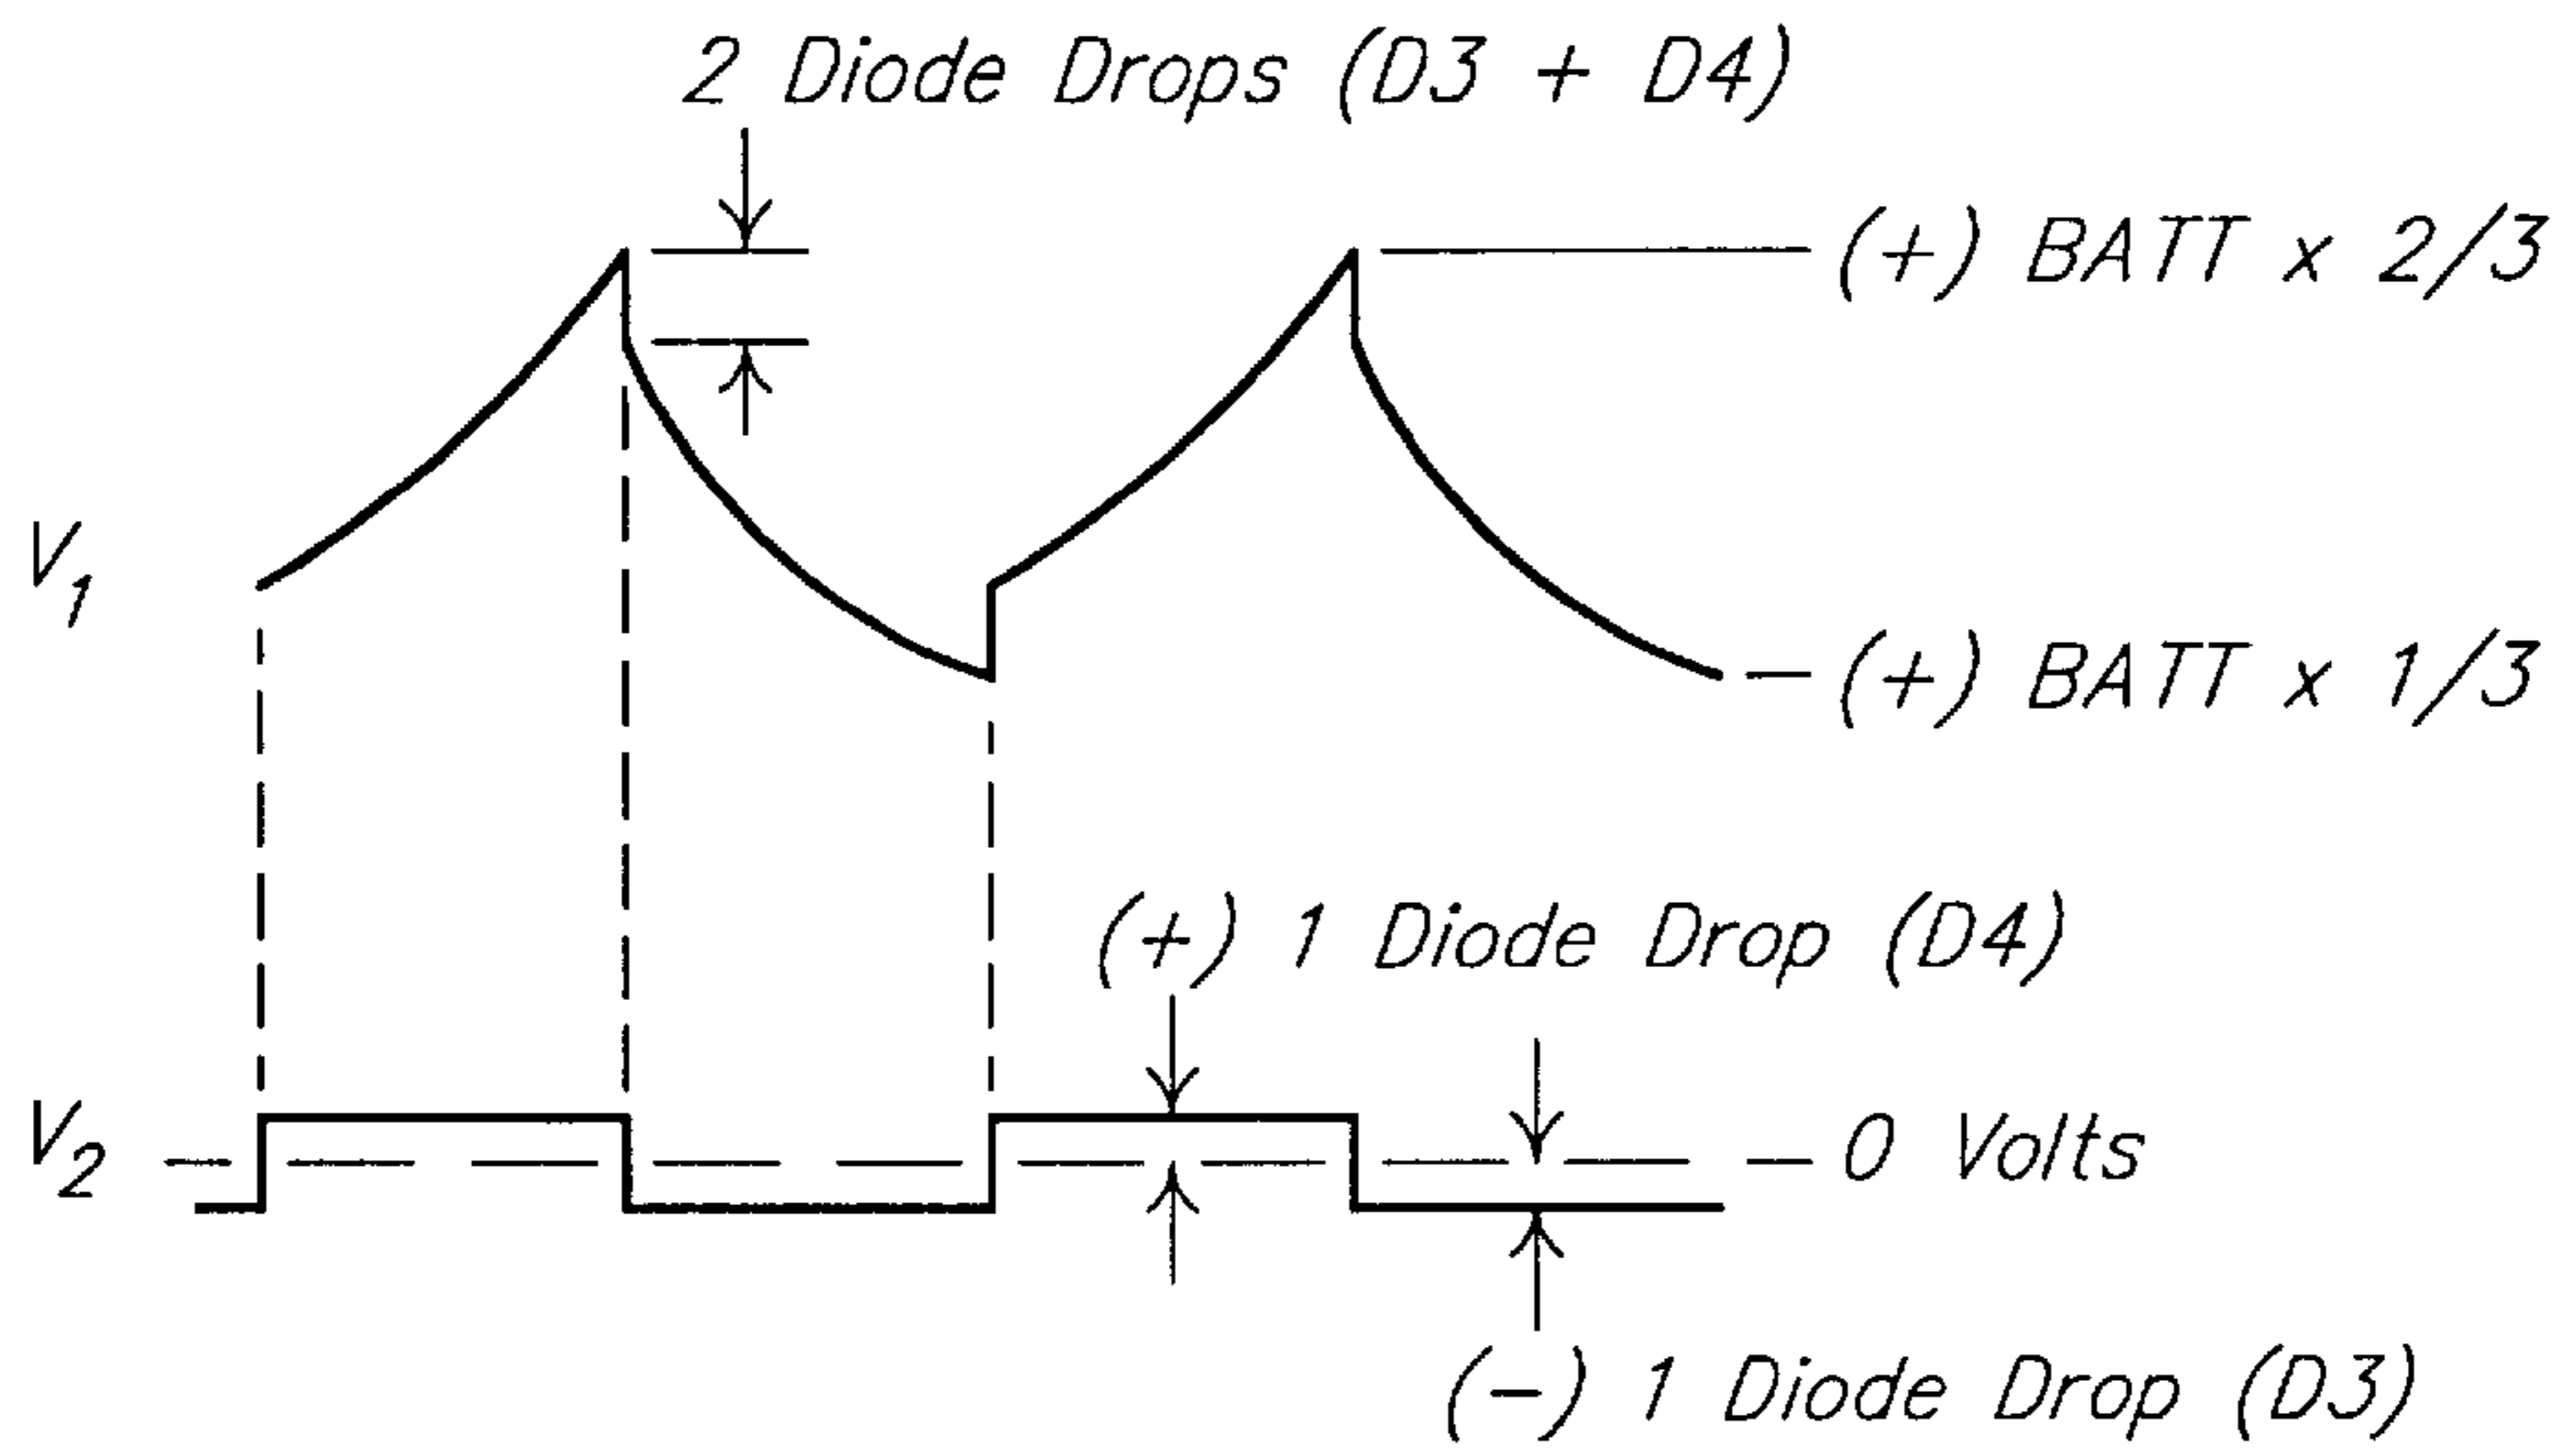 2 Diode Drops (D3 + D4)
(+) BATT x 2/3
V1
(+) BATT x 1/3
(+) 1 Diode Drop (D4)
V2
0 Volts
(-) 1 Diode Drop (D3)